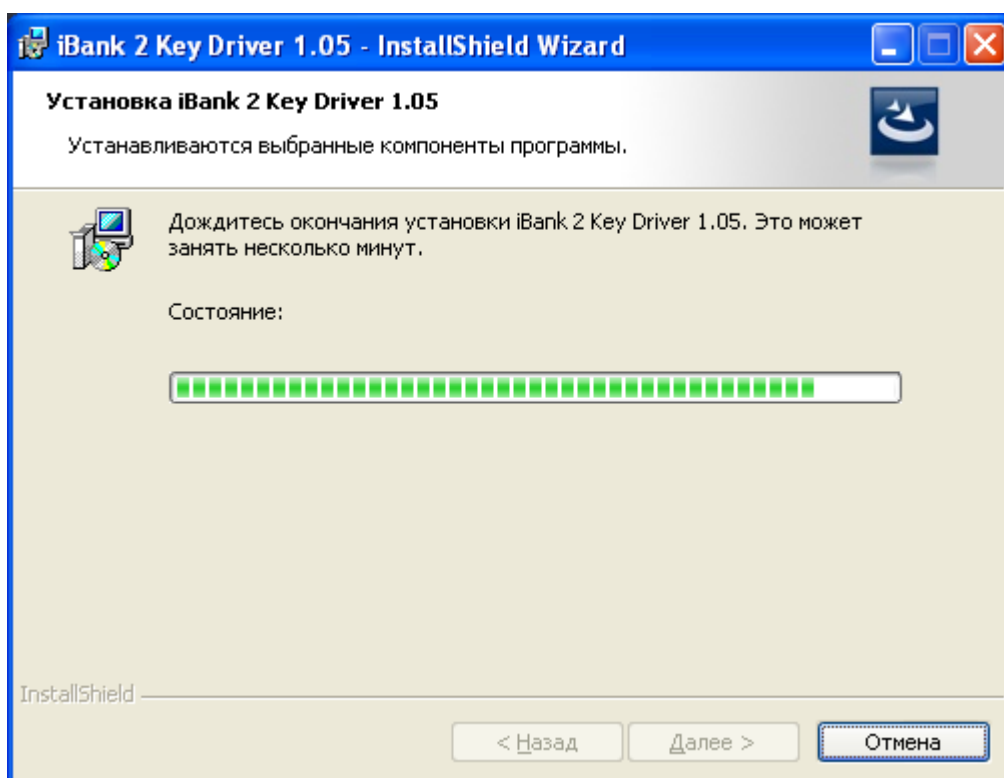 iBank 2 Key Driver 1.05 - InstallShield Wizard
Установка iBank 2 Key Driver 1.05
Устанавливаются выбранные компоненты программы.
Дождитесь окончания установки iBank 2 Key Driver 1.05. Это может
занять несколько минут.
Состояние:
InstallShield
< Назад
Далее >
Отмена